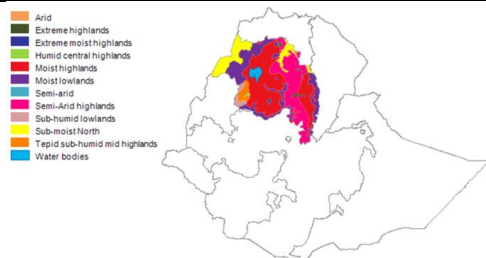 Arid
Extreme highlands
Extreme moist highlands
Humid central highlands
Moist highlands
Moist lowlands
Semi-arid
Semi-Arid highlands
Sub-humid lowlands
Sub-moist North
Tepid sub-humid mid highlands
Water bodies